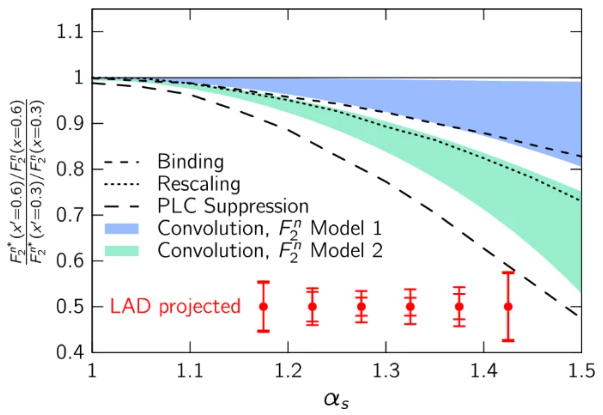 1.1
1
0.9
0.8
0.7
0.6
0.5
0.4
F₂ⁿ*(x'=0.6)/F₂ⁿ(x=0.6)
F₂ⁿ*(x'=0.3)/F₂ⁿ(x=0.3)
Binding
Rescaling
PLC Suppression
Convolution, F₂ⁿ Model 1
Convolution, F₂ⁿ Model 2
LAD projected
1 1.1 1.2 1.3 1.4 1.5
αₛ